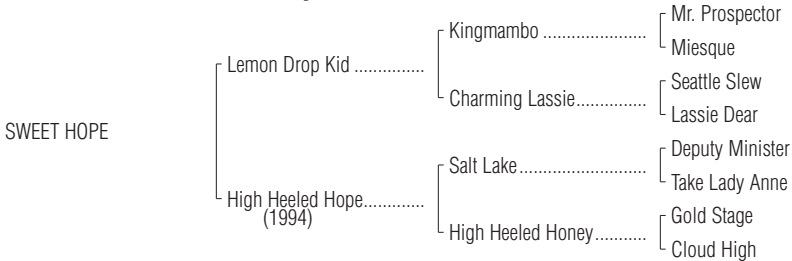 Mr. Prospector
Kingmambo ......................
Miesque
Lemon Drop Kid ...............
Seattle Slew
Charming Lassie...............
Lassie Dear
SWEET HOPE
Deputy Minister
Salt Lake...........................
Take Lady Anne
High Heeled Hope.............
(1994)
Gold Stage
High Heeled Honey...........
Cloud High